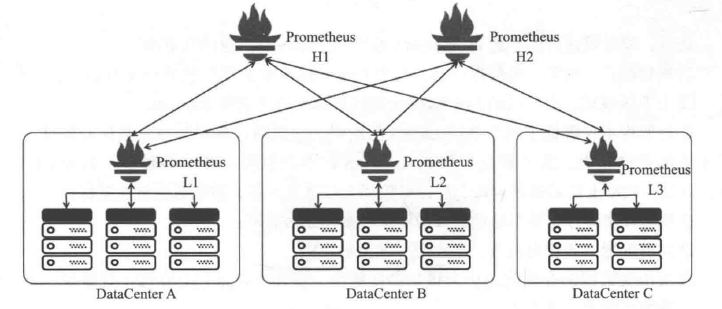 Prometheus
H1
Prometheus
H2
Prometheus
L1
Prometheus
L2
Prometheus
L3
DataCenter A
DataCenter B
DataCenter C